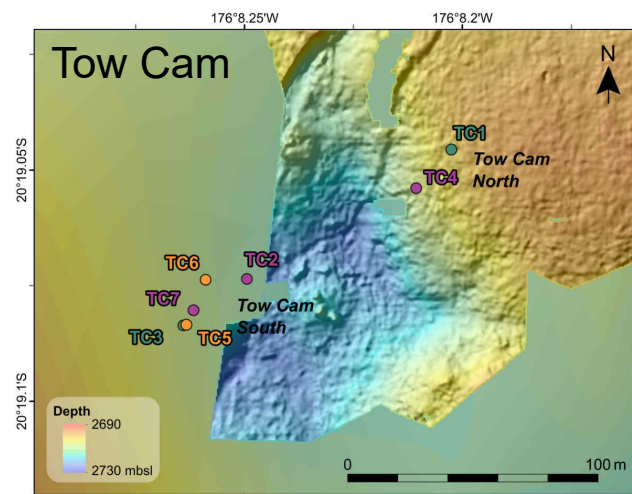 176°8.25'W
176°8.2'W
Tow Cam
N
TC1
20°19.05'S
Tow Cam
North
TC4
TC6
TC2
TC7
Tow Cam
South
TC3
TC5
20°19.1'S
Depth
2690
2730 mbsl
0
100 m